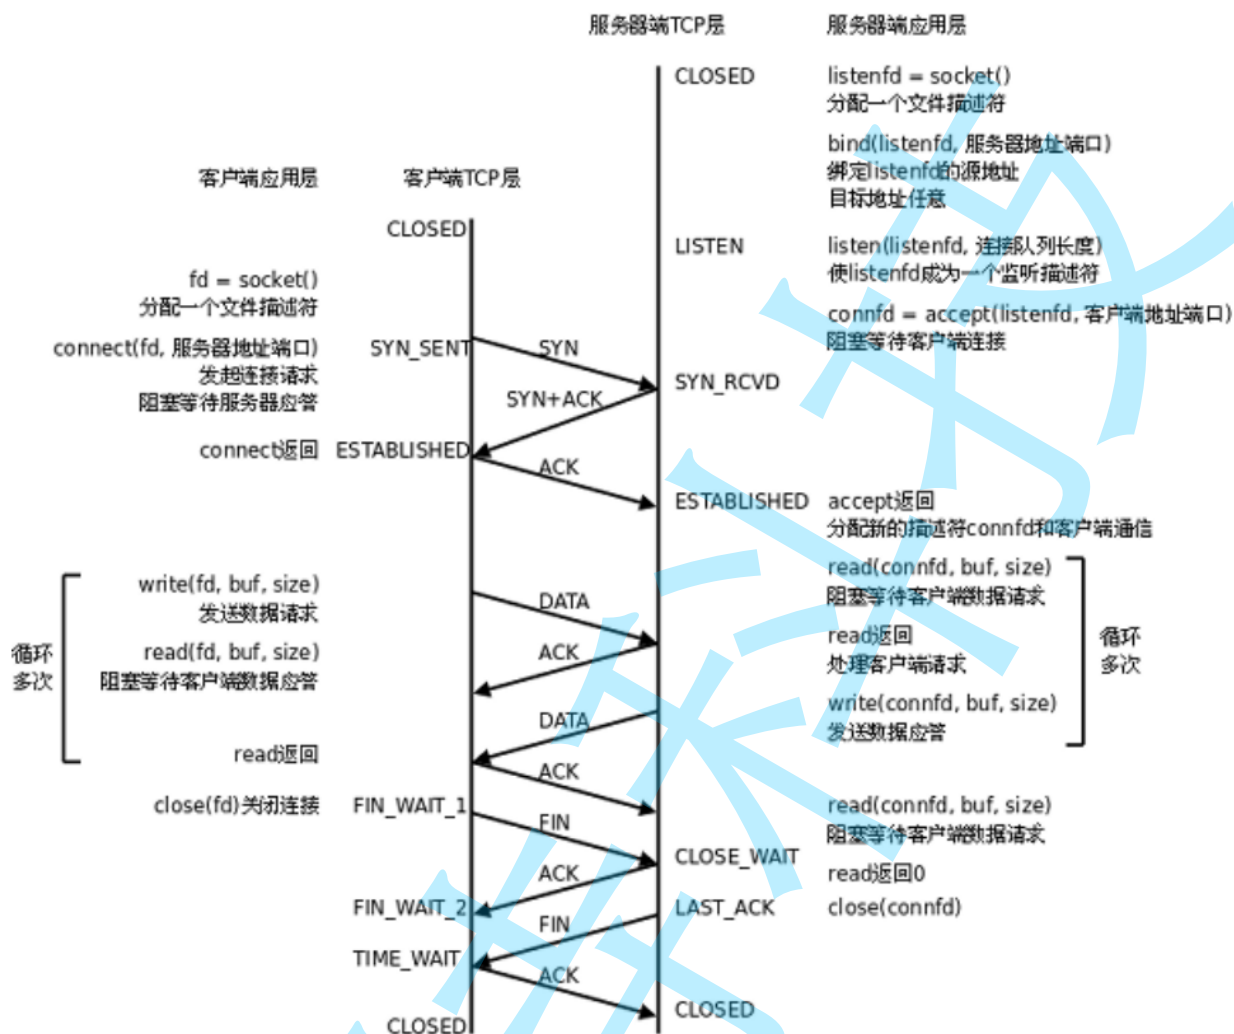 服务器端TCP层
服务器端应用层
CLOSED
listenfd = socket()
分配一个文件描述符
bind(listenfd, 服务器地址端口)
绑定listenfd的源地址
目标地址任意
客户端应用层
客户端TCP层
CLOSED
LISTEN
listen(listenfd, 连接队列长度)
使listenfd成为一个监听描述符
fd = socket()
分配一个文件描述符
connfd = accept(listenfd, 客户端地址端口)
阻塞等待客户端连接
connect(fd, 服务器地址端口)
发起连接请求
阻塞等待服务器应答
SYN_SENT
SYN
SYN_RCVD
SYN+ACK
connect返回
ESTABLISHED
ACK
ESTABLISHED
accept返回
分配新的描述符connfd和客户端通信
循环
多次
write(fd, buf, size)
发送数据请求
read(fd, buf, size)
阻塞等待客户端数据应答
read返回
DATA
ACK
DATA
ACK
read(connfd, buf, size)
阻塞等待客户端数据请求
read返回
处理客户端请求
write(connfd, buf, size)
发送数据应答
循环
多次
close(fd)关闭连接
FIN_WAIT_1
FIN
read(connfd, buf, size)
阻塞等待客户端数据请求
CLOSE_WAIT
read返回0
ACK
FIN_WAIT_2
LAST_ACK
close(connfd)
FIN
TIME_WAIT
ACK
CLOSED
CLOSED